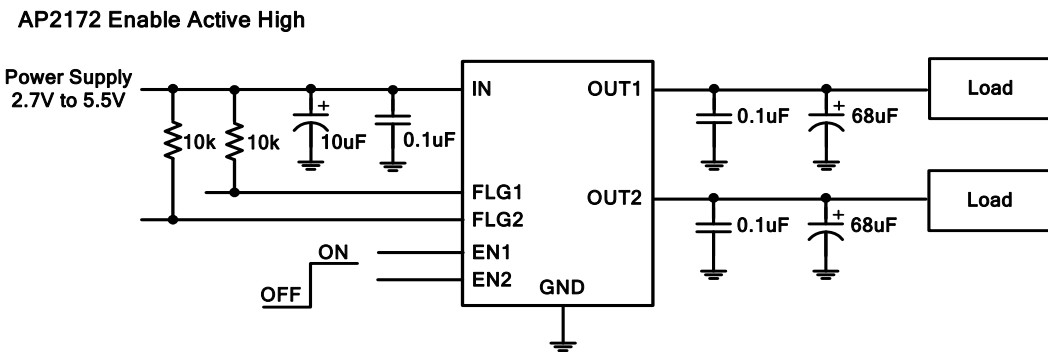 AP2172 Enable Active High
Power Supply
2.7V to 5.5V
IN
OUT1
Load
10k
10k
+
10uF
0.1uF
0.1uF
+
68uF
FLG1
FLG2
OUT2
Load
0.1uF
+
68uF
ON
OFF
EN1
EN2
GND